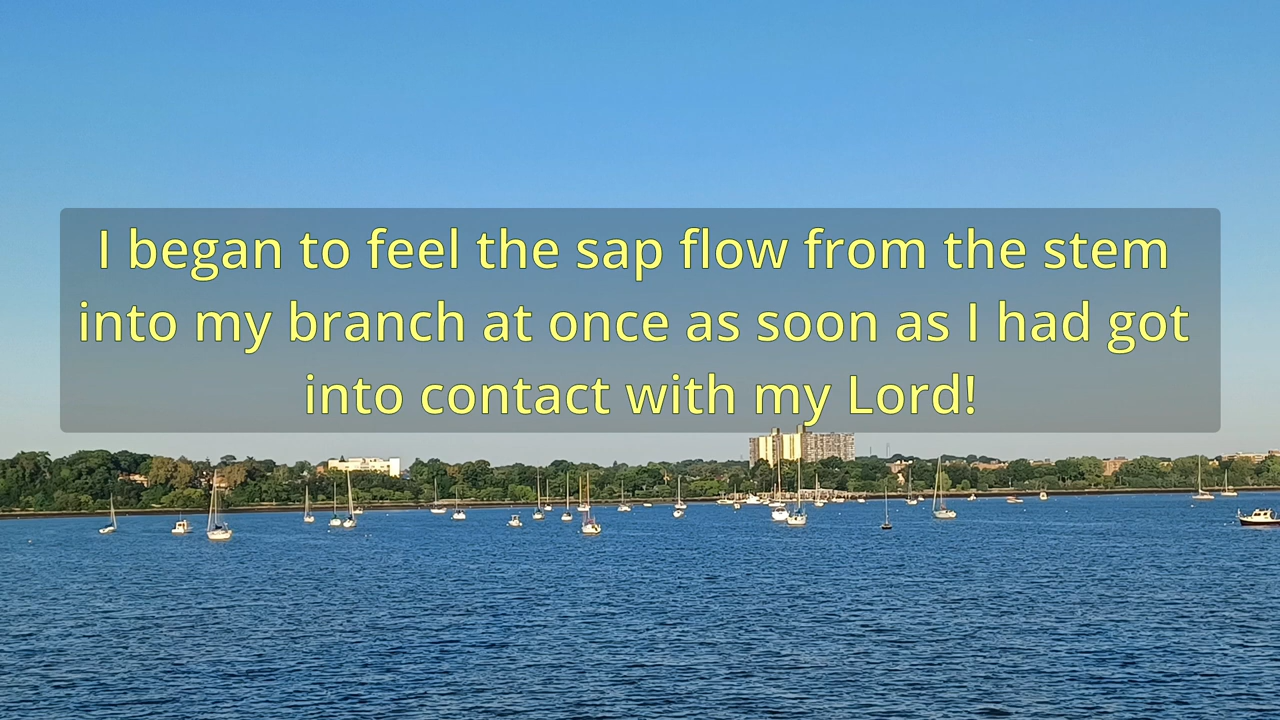 I began to feel the sap flow from the stem
into my branch at once as soon as I had got
into contact with my Lord!